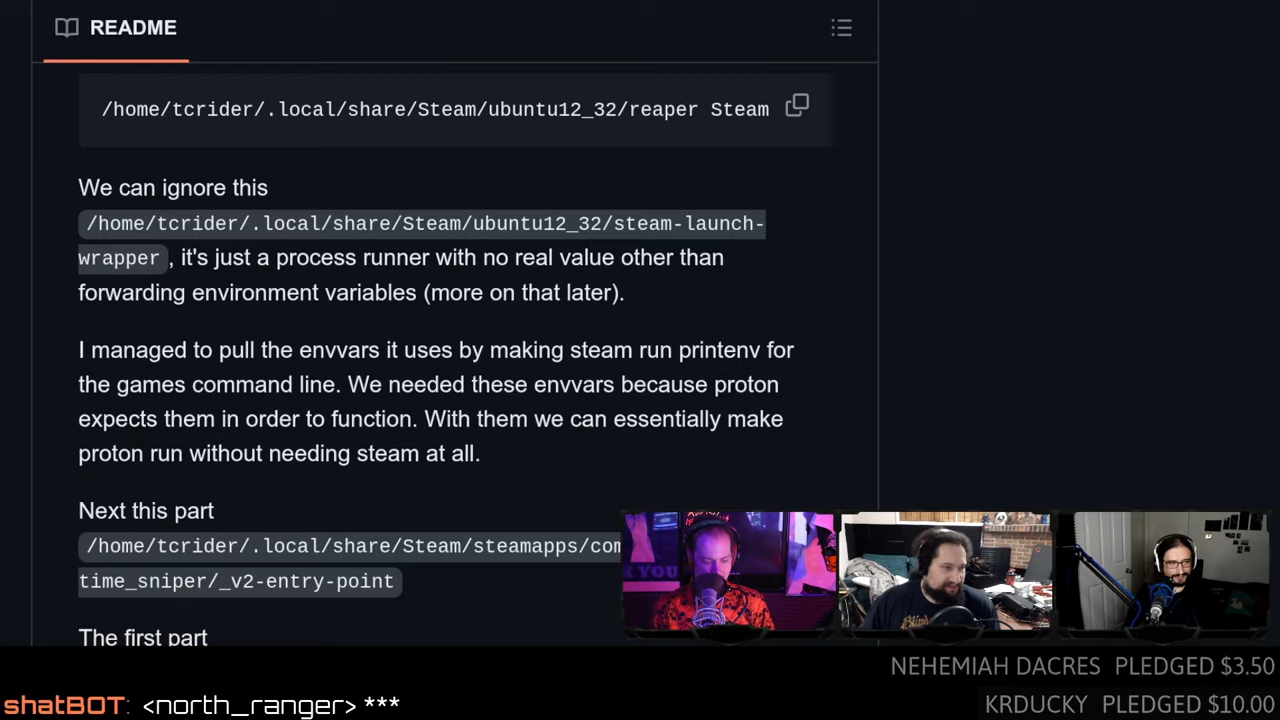 README
/home/tcrider/.local/share/Steam/ubuntu12_32/reaper Steam
We can ignore this
/home/tcrider/.local/share/Steam/ubuntu12_32/steam-launch-
wrapper , it's just a process runner with no real value other than
forwarding environment variables (more on that later).
I managed to pull the envvars it uses by making steam run printenv for
the games command line. We needed these envvars because proton
expects them in order to function. With them we can essentially make
proton run without needing steam at all.
Next this part
/home/tcrider/.local/share/Steam/steamapps/com
time_sniper/_v2-entry-point
The first part
NEHEMIAH DACRES PLEDGED $3.50
shatBOT: <north_ranger> ***
KRDUCKY PLEDGED $10.00